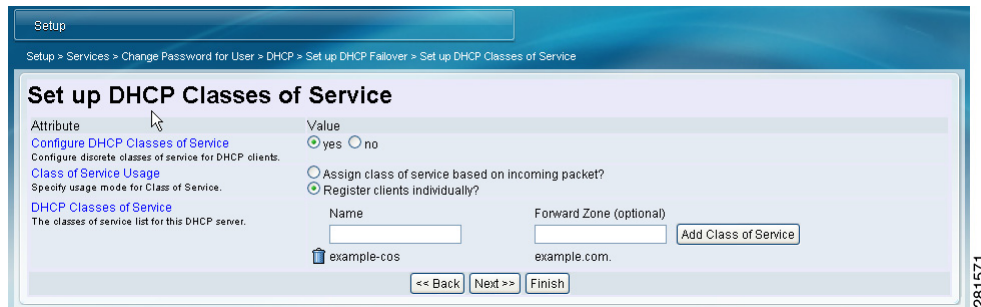 Setup
Setup > Services > Change Password for User > DHCP > Set up DHCP Failover > Set up DHCP Classes of Service
Set up DHCP Classes of Service
Attribute Value
Configure DHCP Classes of Service yes no
Configure discrete classes of service for DHCP clients.
Class of Service Usage Assign class of service based on incoming packet?
Specify usage mode for Class of Service. Register clients individually?
DHCP Classes of Service
The classes of service list for this DHCP server.
Name Forward Zone (optional)
Add Class of Service
example-cos example.com.
<< Back Next >> Finish
281571